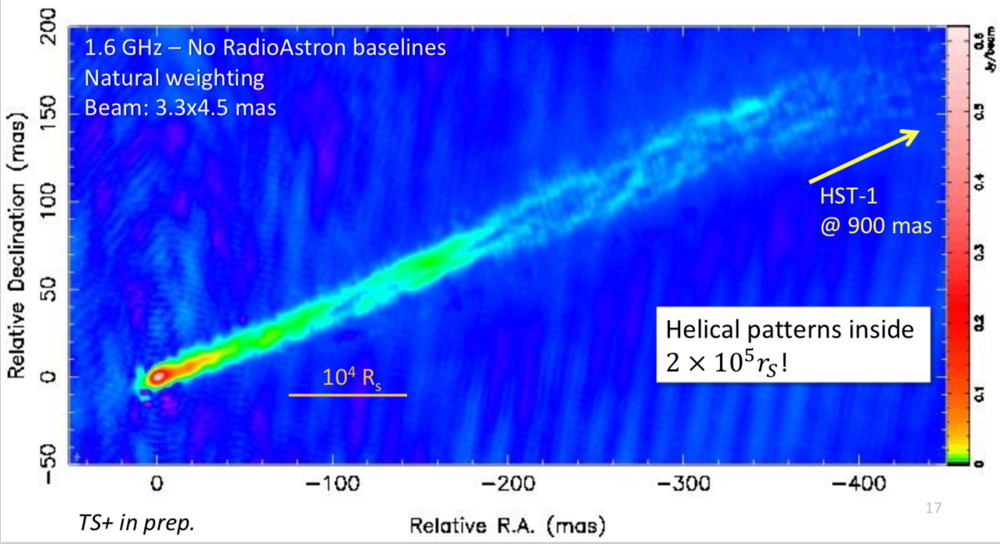 1.6 GHz – No RadioAstron baselines
Natural weighting
Beam: 3.3x4.5 mas
200
150
100
50
0
−50
Relative Declination (mas)
HST-1
@ 900 mas
Helical patterns inside
2 × 10⁵r_S!
10⁴ R_s
0
−100
−200
−300
−400
Relative R.A. (mas)
0.6
0.5
0.4
0.3
0.2
0.1
0
Jy/beam
TS+ in prep.
17